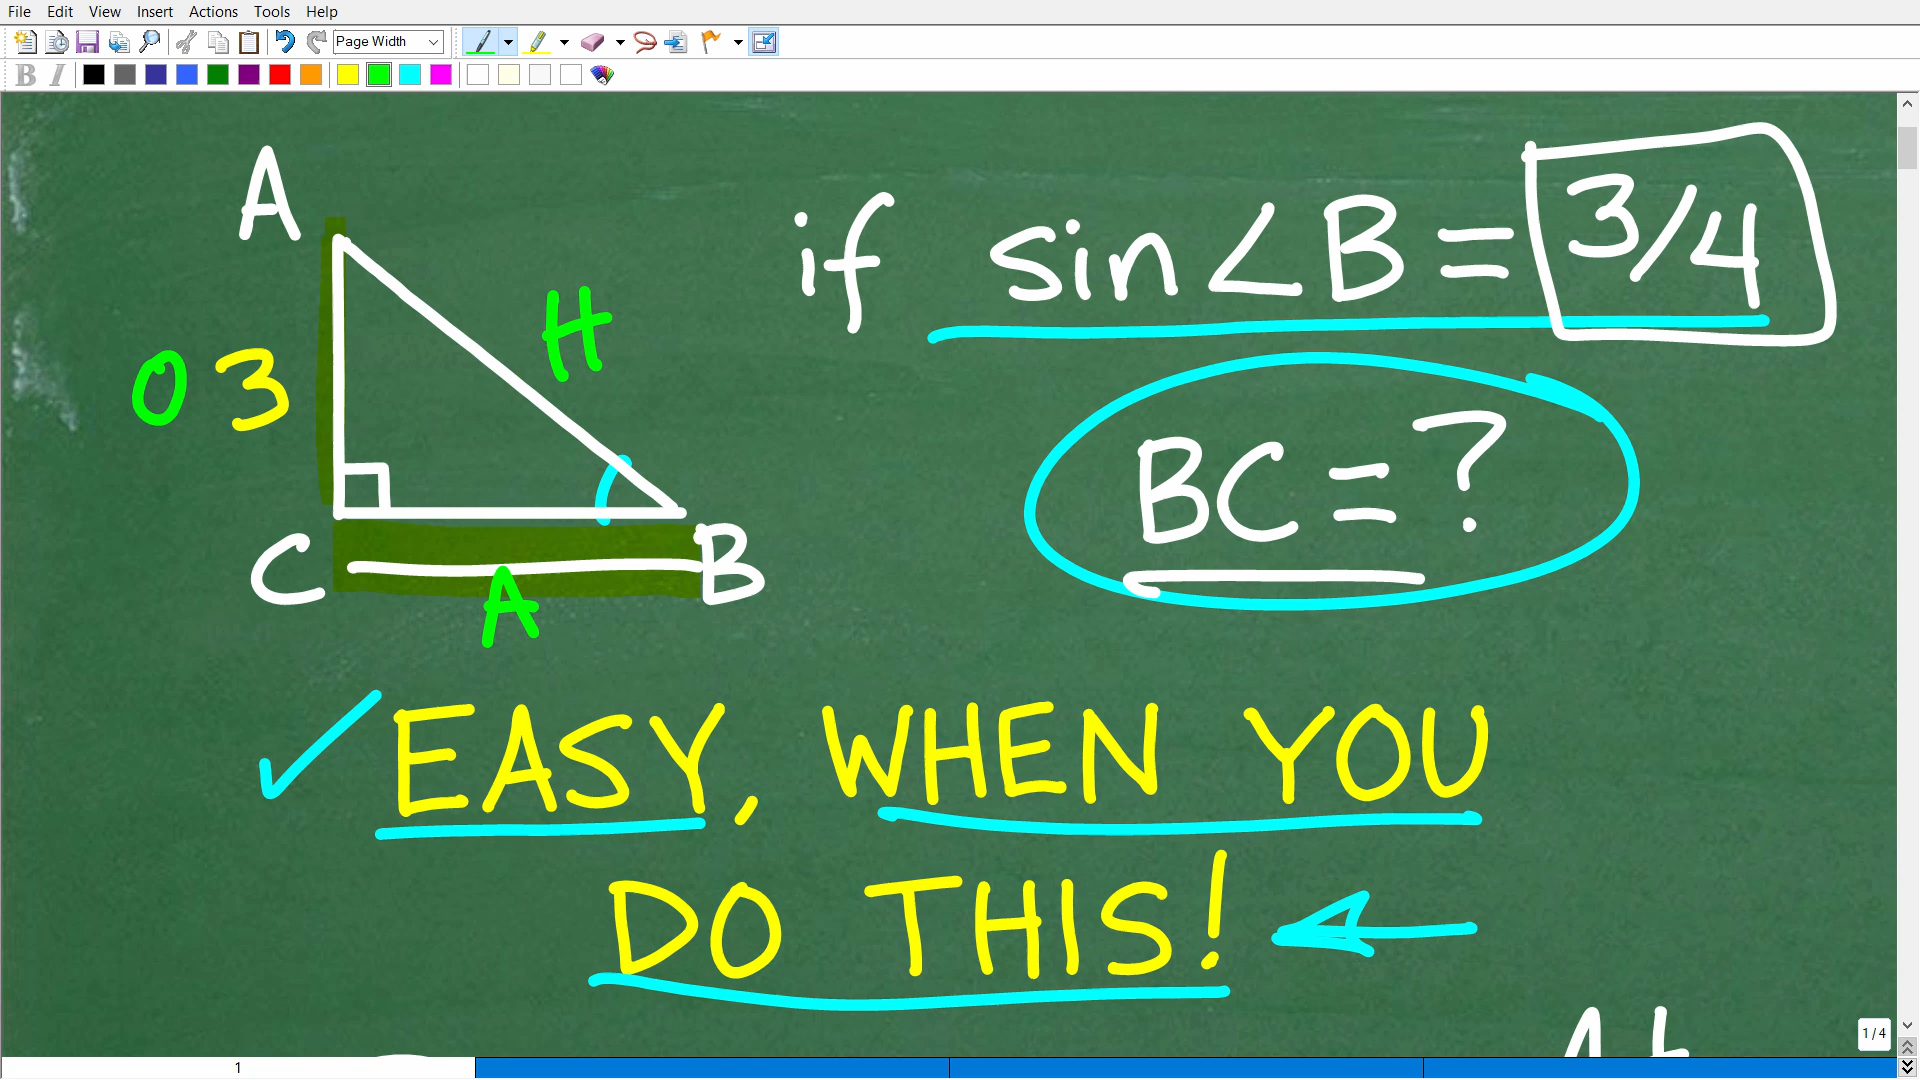 File Edit View Insert Actions Tools Help
Page Width
B I
A
if sin∠B = 3/4
H
O 3
BC = ?
C B
A
EASY, WHEN YOU
DO THIS!
1 / 4
1